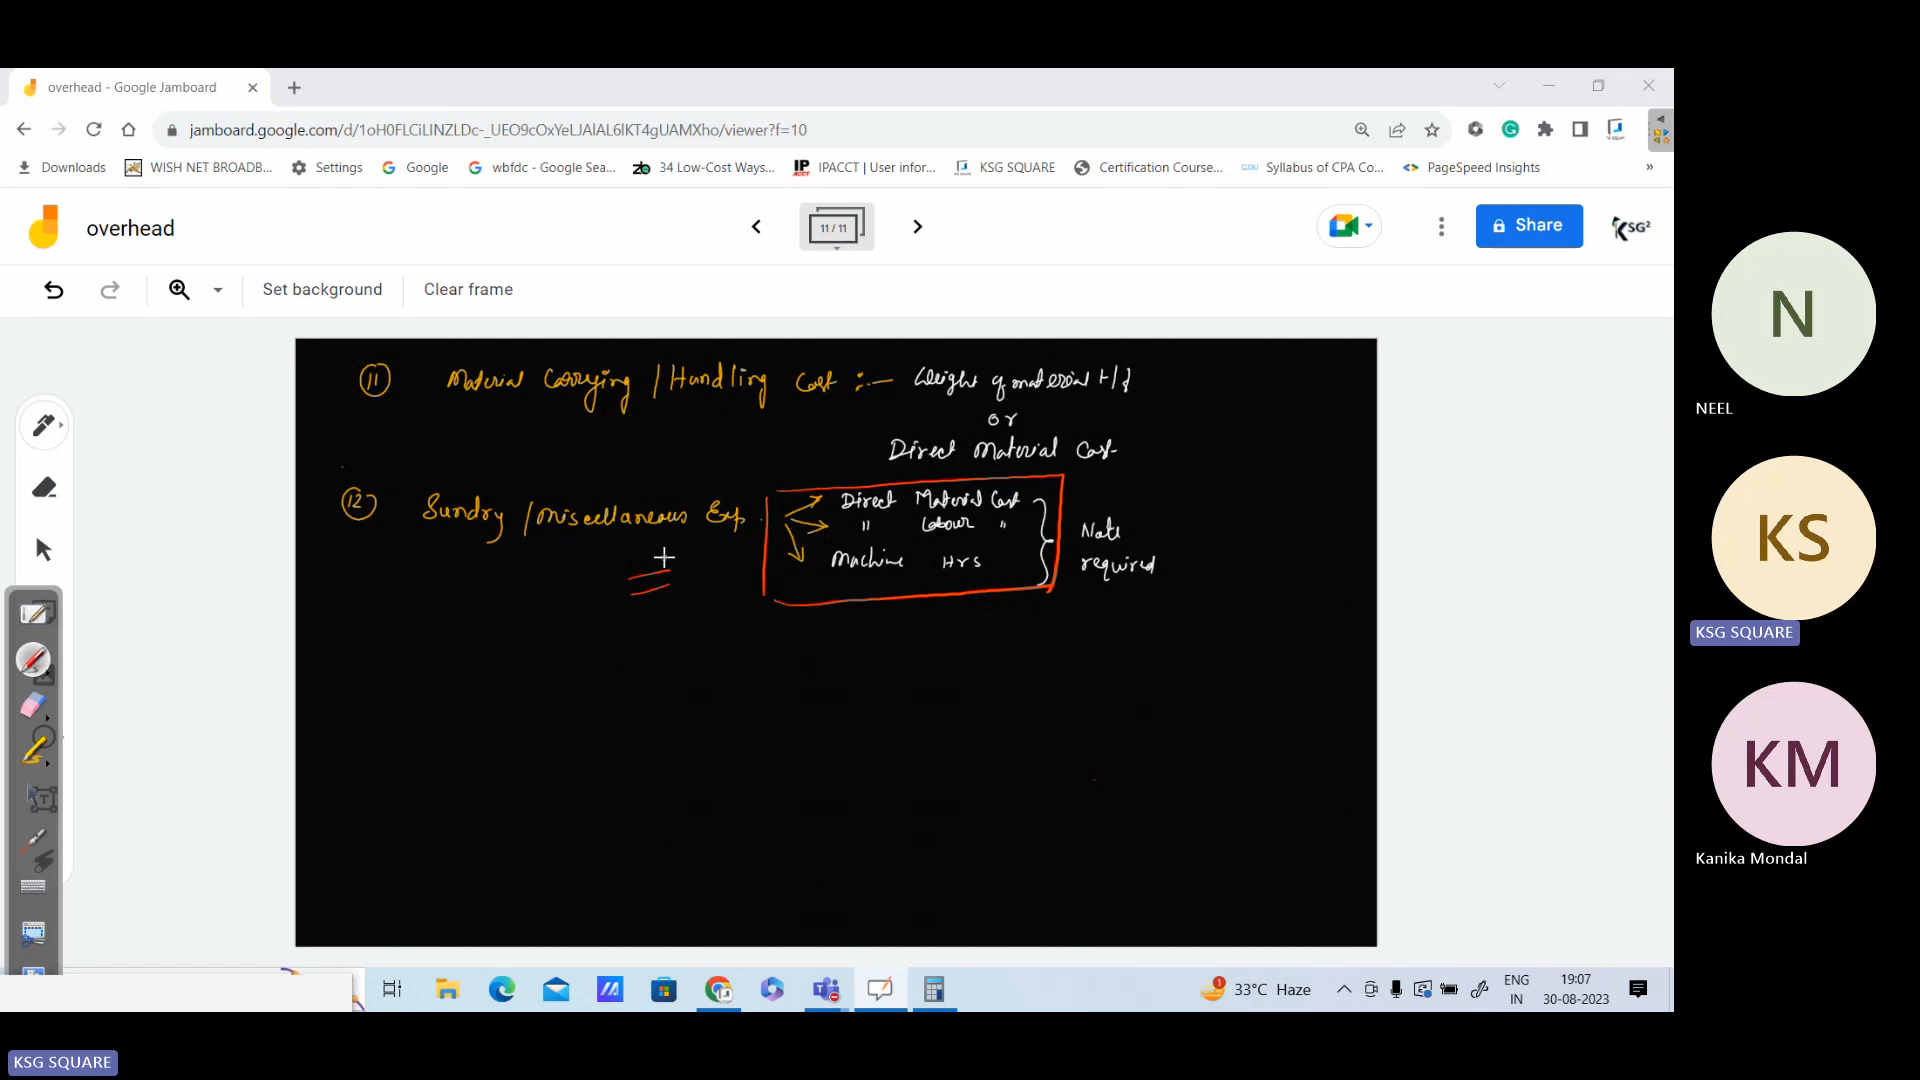 overhead - Google Jamboard
jamboard.google.com/d/1oH0FLCiLINZLDc-_UEO9cOxYeLJAlAL6lKT4gUAMXho/viewer?f=10
Downloads WISH NET BROADB... Settings Google wbfdc - Google Sea... 34 Low-Cost Ways... IPACCT | User infor... KSG SQUARE Certification Course... Syllabus of CPA Co... PageSpeed Insights »
overhead
11 / 11
Share
KSG²
Set background Clear frame
11 Material Carrying / Handling Cost :- Weight of material H/d
or
Direct Material Cost
12 Sundry / Miscellaneous Exp.
Direct Material Cost
" Labour "
Machine Hrs
Note
required
N
NEEL
KS
KSG SQUARE
KM
Kanika Mondal
1 33°C Haze
ENG
IN
19:07
30-08-2023
KSG SQUARE